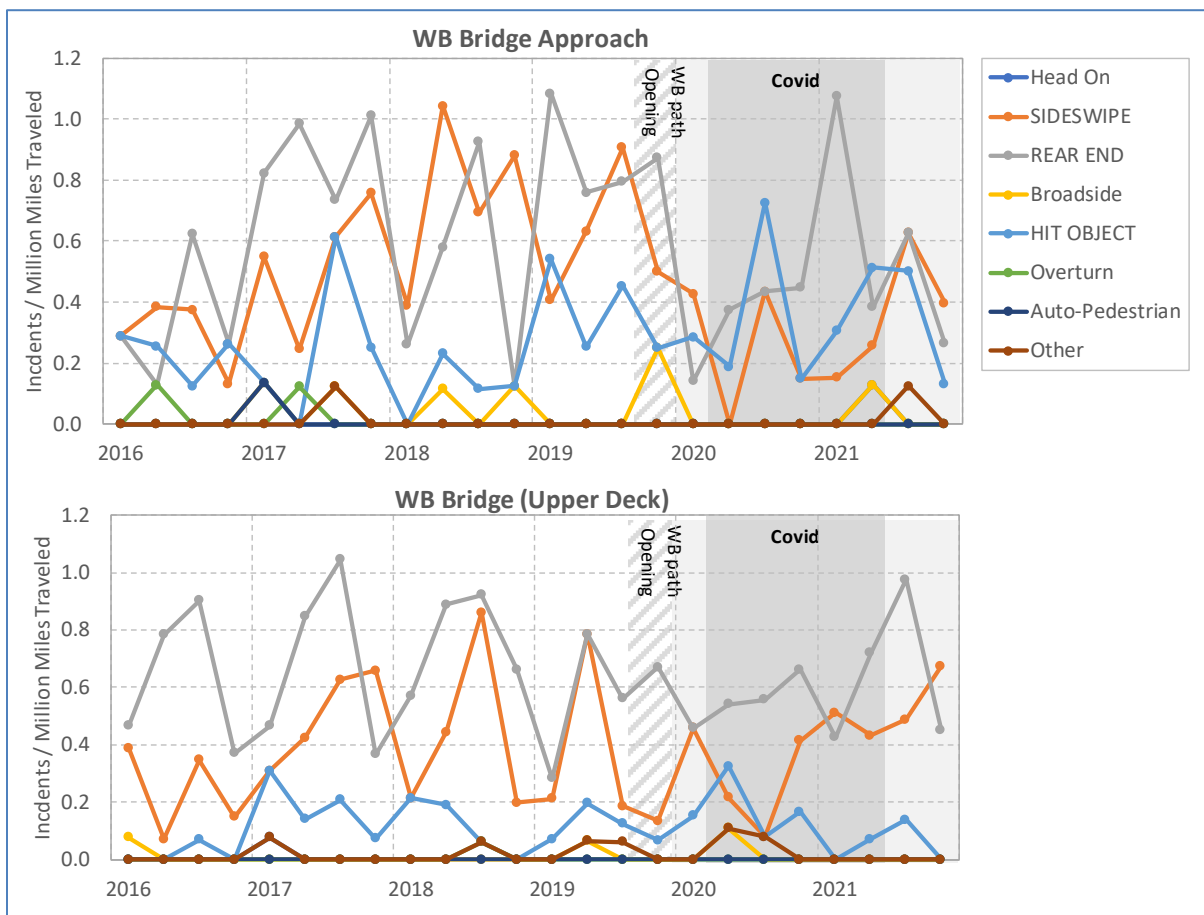 WB Bridge Approach
Incdents / Million Miles Traveled
1.2
1.0
0.8
0.6
0.4
0.2
0.0
WB path
Opening
Covid
2016
2017
2018
2019
2020
2021
Head On
SIDESWIPE
REAR END
Broadside
HIT OBJECT
Overturn
Auto-Pedestrian
Other
WB Bridge (Upper Deck)
Incdents / Million Miles Traveled
1.2
1.0
0.8
0.6
0.4
0.2
0.0
WB path
Opening
Covid
2016
2017
2018
2019
2020
2021